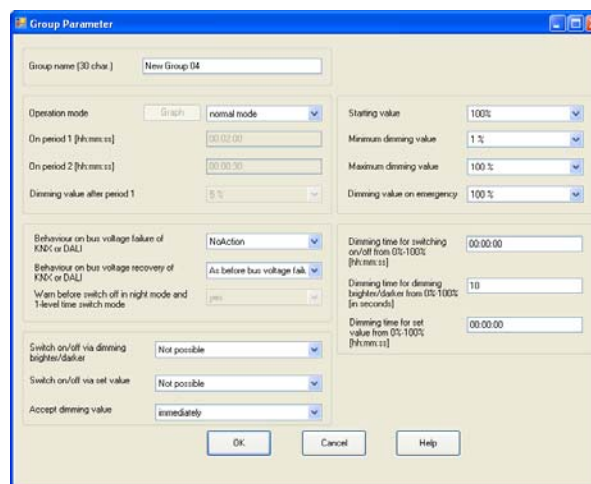 Group Parameter
Group name (30 char.) New Group 04
Operation mode Graph normal mode
On period 1 [hh:mm:ss] 00:02:00
On period 2 [hh:mm:ss] 00:00:30
Dimming value after period 1 5 %
Starting value 100%
Minimum dimming value 1 %
Maximum dimming value 100 %
Dimming value on emergency 100 %
Behaviour on bus voltage failure of
KNX or DALI
NoAction
Behaviour on bus voltage recovery of
KNX or DALI
As before bus voltage fail
Warn before switch off in night mode and
1-level time switch mode
yes
Dimming time for switching
on/off from 0%-100%
[hh:mm:ss]
00:00:00
Dimming time for dimming
brighter/darker from 0%-100%
[in seconds]
10
Dimming time for set
value from 0%-100%
[hh:mm:ss]
00:00:00
Switch on/off via dimming
brighter/darker
Not possible
Switch on/off via set value Not possible
Accept dimming value immediately
OK Cancel Help